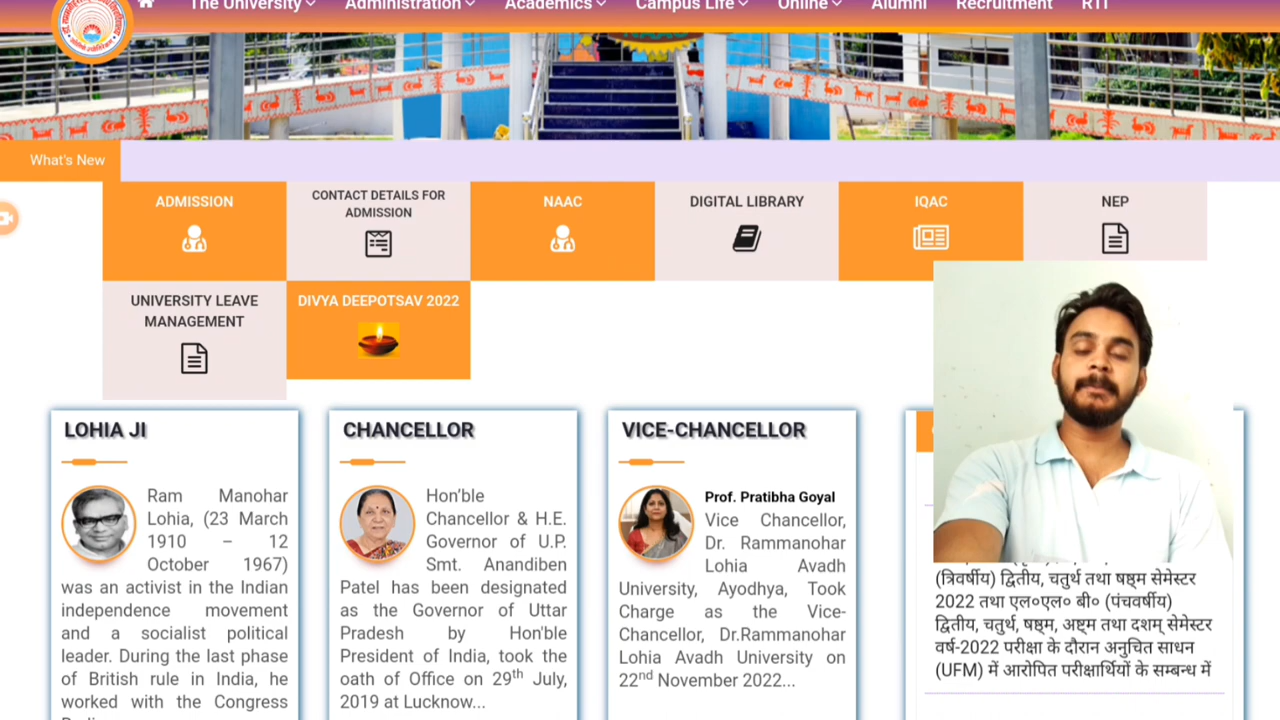 The University
Administration
Academics
Campus Life
Online
Alumni
Recruitment
RTI
What's New
ADMISSION
CONTACT DETAILS FOR
ADMISSION
NAAC
DIGITAL LIBRARY
IQAC
NEP
UNIVERSITY LEAVE
MANAGEMENT
DIVYA DEEPOTSAV 2022
LOHIA JI
Ram Manohar
Lohia, (23 March
1910 – 12
October 1967)
was an activist in the Indian
independence movement
and a socialist political
leader. During the last phase
of British rule in India, he
worked with the Congress
CHANCELLOR
Hon’ble
Chancellor & H.E.
Governor of U.P.
Smt. Anandiben
Patel has been designated
as the Governor of Uttar
Pradesh by Hon'ble
President of India, took the
oath of Office on 29th July,
2019 at Lucknow...
VICE-CHANCELLOR
Prof. Pratibha Goyal
Vice Chancellor,
Dr. Rammanohar
Lohia Avadh
University, Ayodhya, Took
Charge as the Vice-
Chancellor, Dr.Rammanohar
Lohia Avadh University on
22nd November 2022...
(त्रिवर्षीय) द्वितीय, चतुर्थ तथा षष्ठ्म सेमेस्टर
2022 तथा एल०एल० बी० (पंचवर्षीय)
द्वितीय, चतुर्थ, षष्ठ्म, अष्ट्म तथा दशम् सेमेस्टर
वर्ष-2022 परीक्षा के दौरान अनुचित साधन
(UFM) में आरोपित परीक्षार्थियों के सम्बन्ध में